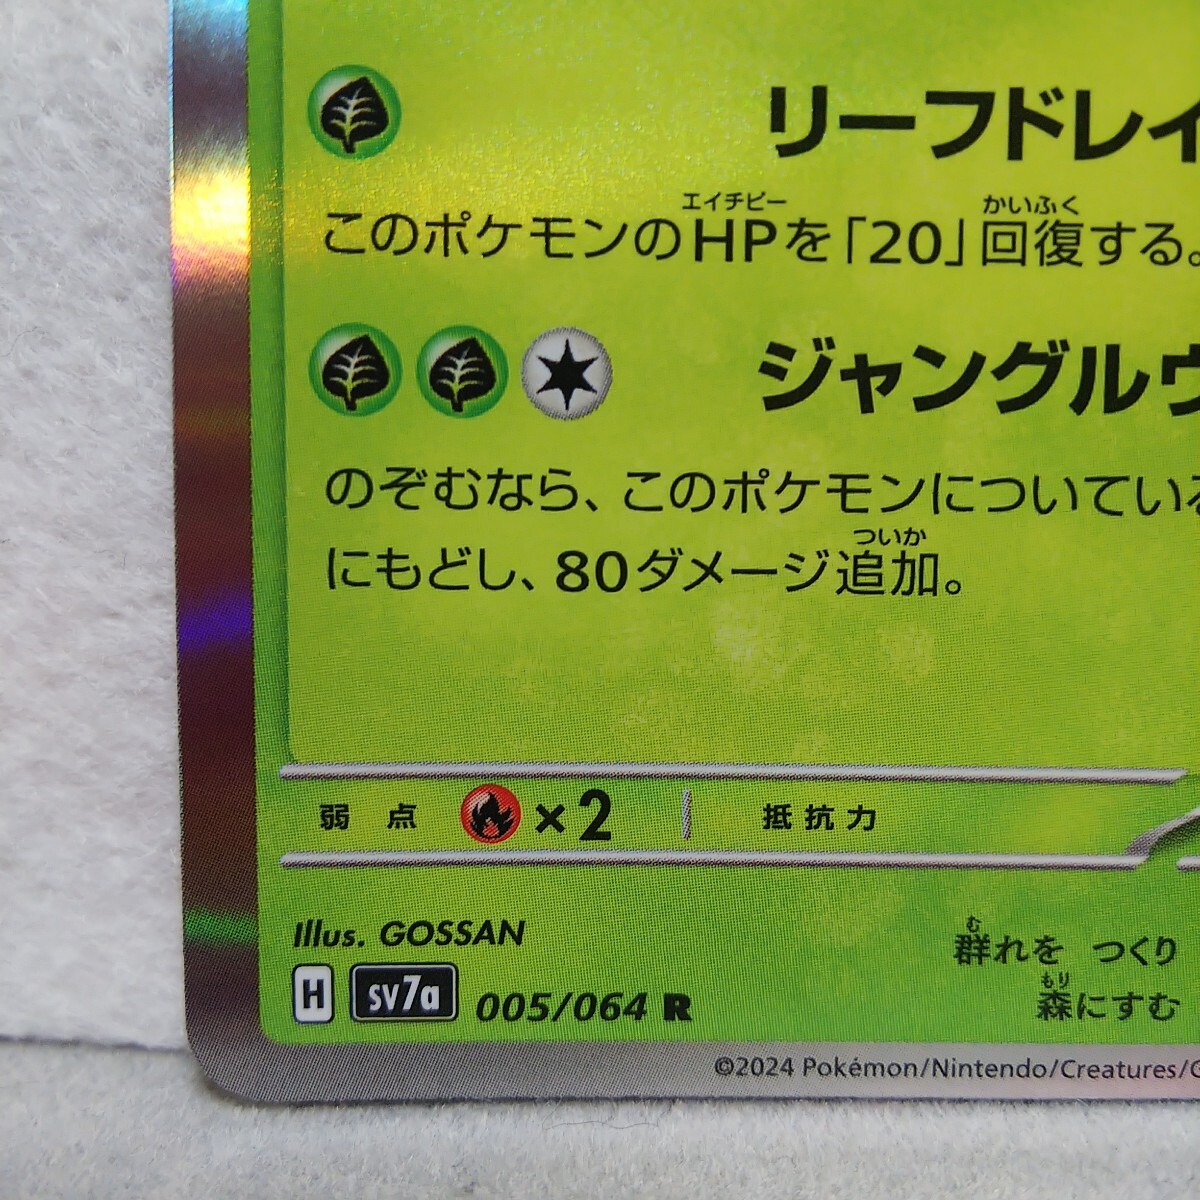 リーフドレイ
エイチピー かいふく
このポケモンのHPを「20」回復する。
ジャングルウ
のぞむなら、このポケモンについている
ついか
にもどし、80ダメージ追加。
弱点 ×2 抵抗力
Illus. GOSSAN
む
群れを つくり
もり
森にすむ
H sv7a 005/064 R
©2024 Pokémon/Nintendo/Creatures/G